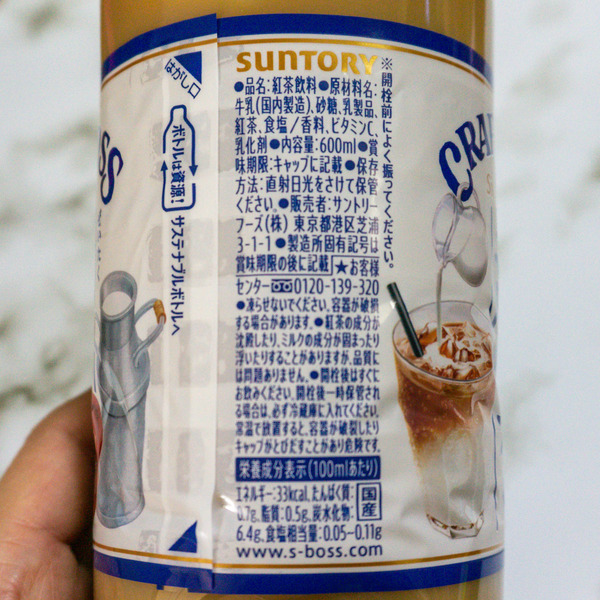 SUNTORY
※開栓前によく振ってください。
●品名:紅茶飲料●原材料名:
牛乳(国内製造)、砂糖、乳製品、
紅茶、食塩/香料、ビタミンC、
乳化剤●内容量:600ml●賞
味期限:キャップに記載●保存
方法:直射日光をさけて保管
ください。●販売者:サントリー
フーズ(株) 東京都港区芝浦
3-1-1●製造所固有記号は
賞味期限の後に記載 ★お客様
センター 0120-139-320
●凍らせないでください。容器が破損
する場合があります。●紅茶の成分が
沈殿したり、ミルクの成分が固まったり
浮いたりすることがありますが、品質に
は問題ありません。●開栓後はすぐに
お飲みください。開栓後一時保管され
る場合は、必ず冷蔵庫に入れてください。
常温で放置すると、容器が破裂したり
キャップがとびだすことがあり危険です。
栄養成分表示(100mlあたり)
エネルギー:33kcal、たんぱく質:
0.7g、脂質:0.5g、炭水化物:
6.4g、食塩相当量:0.05~0.11g
国産
www.s-boss.com
はがし口
ボトルは資源!
サステナブルボトルへ
CRA
SS